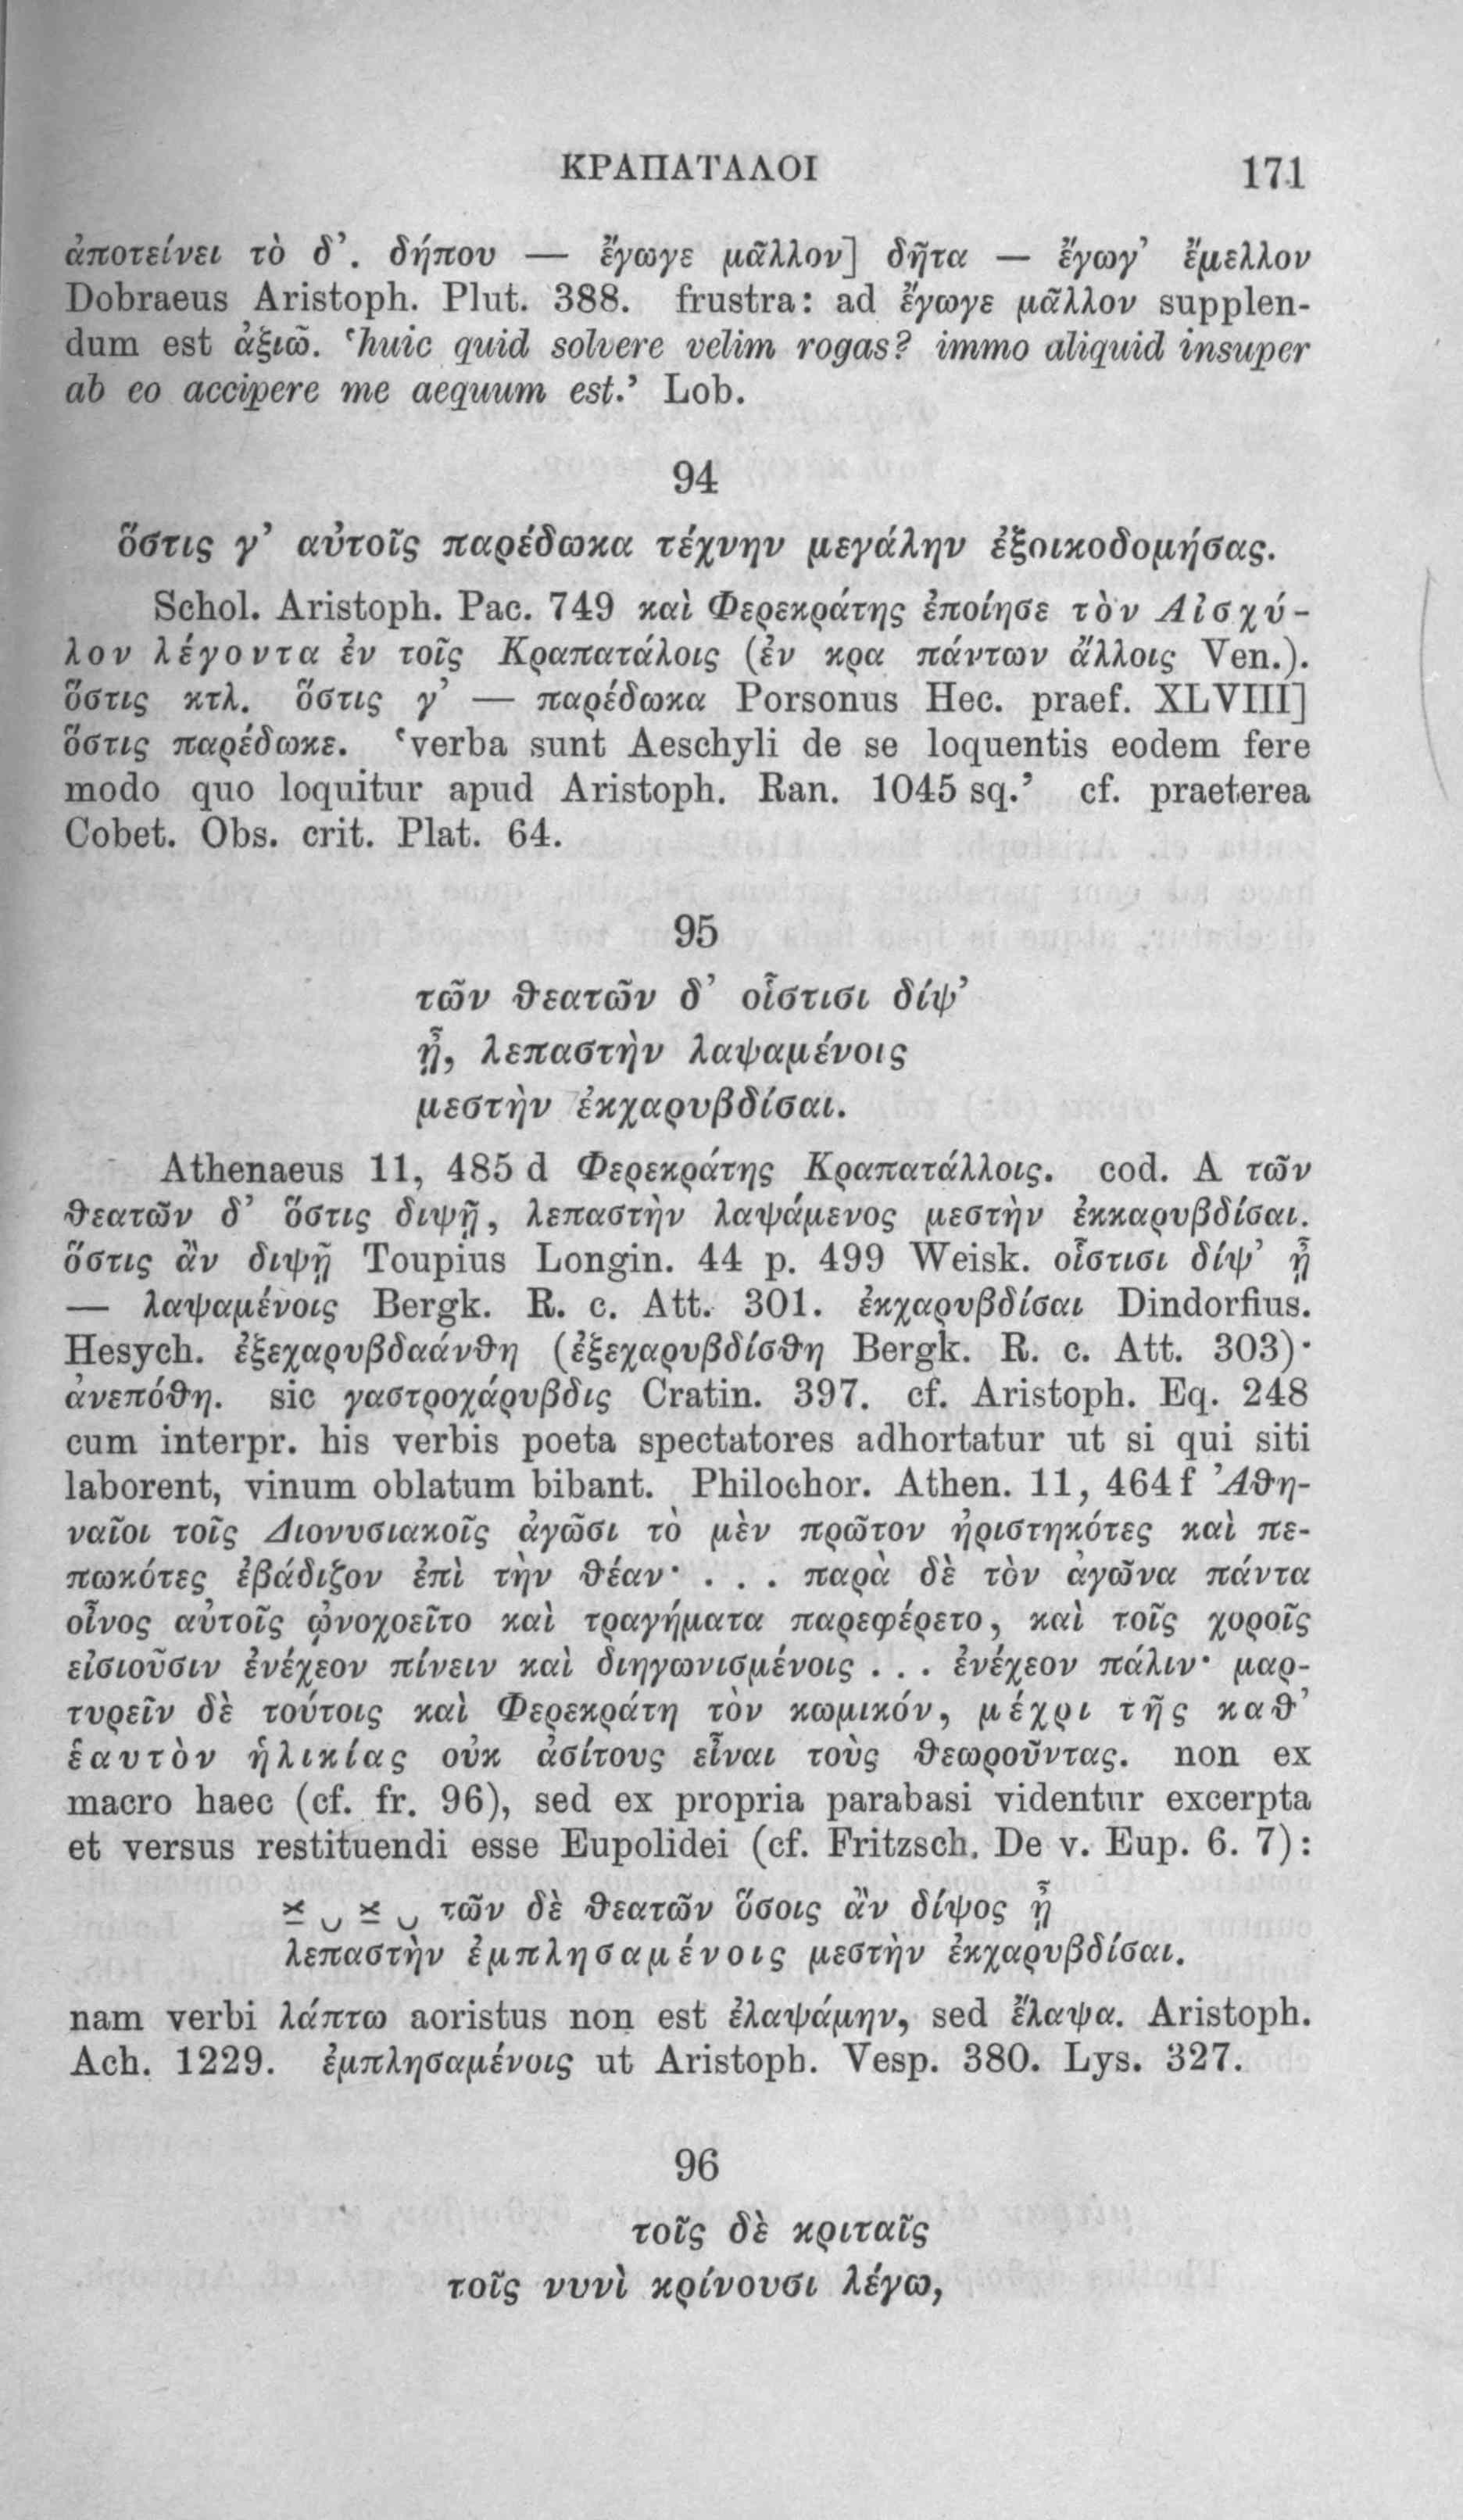 ΚΡΑΠΑΤΑΛΟΙ 171
ἀποτείνει τὸ δ’. δήπου — ἔγωγε μᾶλλον] δῆτα — ἔγωγ’ ἔμελλον
Dobraeus Aristoph. Plut. 388. frustra: ad ἔγωγε μᾶλλον supplen-
dum est ἀξιῶ. ‘huic quid solvere velim rogas? immo aliquid insuper
ab eo accipere me aequum est.’ Lob.
94
ὅστις γ’ αὐτοῖς παρέδωκα τέχνην μεγάλην ἐξοικοδομήσας.
Schol. Aristoph. Pac. 749 καὶ Φερεκράτης ἐποίησε τὸν Αἰσχύ-
λον λέγοντα ἐν τοῖς Κραπατάλοις (ἐν κρα πάντων ἄλλοις Ven.).
ὅστις κτλ. ὅστις γ’ — παρέδωκα Porsonus Hec. praef. XLVIII]
ὅστις παρέδωκε. ‘verba sunt Aeschyli de se loquentis eodem fere
modo quo loquitur apud Aristoph. Ran. 1045 sq.’ cf. praeterea
Cobet. Obs. crit. Plat. 64.
95
τῶν θεατῶν δ’ οἷστισι δίψ’
ᾖ, λεπαστὴν λαψαμένοις
μεστὴν ἐκχαρυβδίσαι.
Athenaeus 11, 485 d Φερεκράτης Κραπατάλλοις. cod. A τῶν
θεατῶν δ’ ὅστις διψῇ, λεπαστὴν λαψάμενος μεστὴν ἐκκαρυβδίσαι.
ὅστις ἂν διψῇ Toupius Longin. 44 p. 499 Weisk. οἷστισι δίψ’ ᾖ
— λαψαμένοις Bergk. R. c. Att. 301. ἐκχαρυβδίσαι Dindorfius.
Hesych. ἐξεχαρυβδαάνθη (ἐξεχαρυβδίσθη Bergk. R. c. Att. 303)·
ἀνεπόθη. sic γαστροχάρυβδις Cratin. 397. cf. Aristoph. Eq. 248
cum interpr. his verbis poeta spectatores adhortatur ut si qui siti
laborent, vinum oblatum bibant. Philochor. Athen. 11, 464 f Ἀθη-
ναῖοι τοῖς Διονυσιακοῖς ἀγῶσι τὸ μὲν πρῶτον ἠριστηκότες καὶ πε-
πωκότες ἐβάδιζον ἐπὶ τὴν θέαν· . . . παρὰ δὲ τὸν ἀγῶνα πάντα
οἶνος αὐτοῖς ᾠνοχοεῖτο καὶ τραγήματα παρεφέρετο, καὶ τοῖς χοροῖς
εἰσιοῦσιν ἐνέχεον πίνειν καὶ διηγωνισμένοις . . . ἐνέχεον πάλιν· μαρ-
τυρεῖν δὲ τούτοις καὶ Φερεκράτη τὸν κωμικόν, μέχρι τῆς καθ’
ἑαυτὸν ἡλικίας οὐκ ἀσίτους εἶναι τοὺς θεωροῦντας. non ex
macro haec (cf. fr. 96), sed ex propria parabasi videntur excerpta
et versus restituendi esse Eupolidei (cf. Fritzsch. De v. Eup. 6. 7):
⏓ ⏑ ⏓ ⏑ τῶν δὲ θεατῶν ὅσοις ἂν δίψος ᾖ
λεπαστὴν ἐμπλησαμένοις μεστὴν ἐκχαρυβδίσαι.
nam verbi λάπτω aoristus non est ἐλαψάμην, sed ἔλαψα. Aristoph.
Ach. 1229. ἐμπλησαμένοις ut Aristoph. Vesp. 380. Lys. 327.
96
τοῖς δὲ κριταῖς
τοῖς νυνὶ κρίνουσι λέγω,